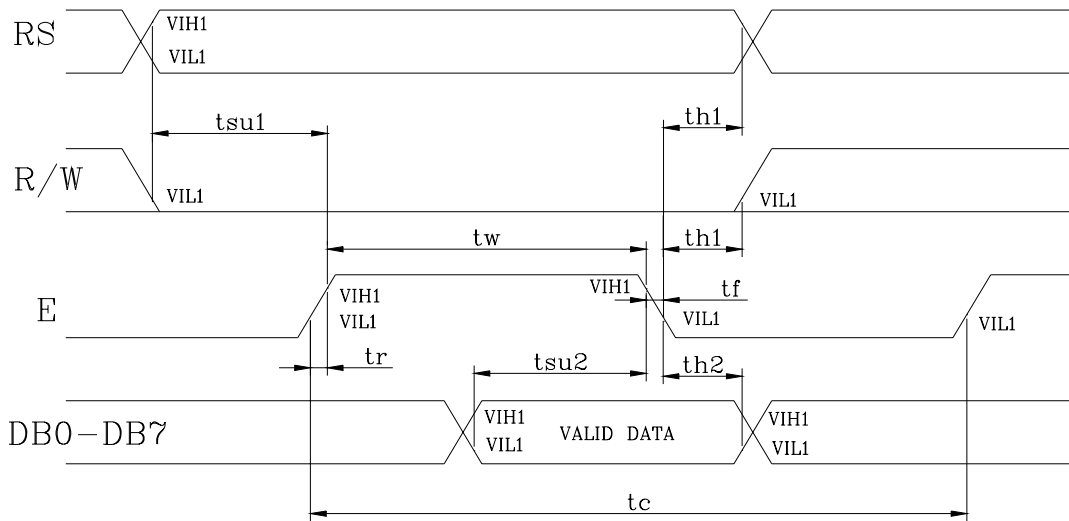 RS
VIH1
VIL1
tsu1
th1
R/W
VIL1
VIL1
tw
th1
E
VIH1
VIL1
VIH1
tf
VIL1
VIL1
tr
tsu2
th2
DB0-DB7
VIH1
VIL1
VALID DATA
VIH1
VIL1
tc